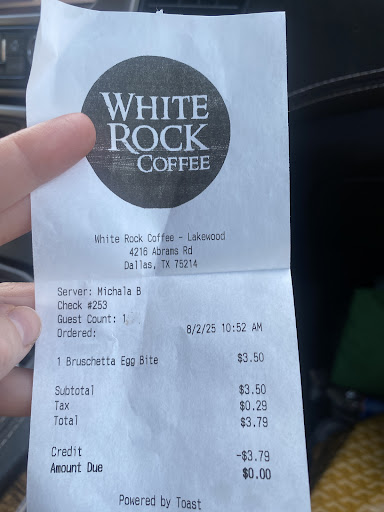 WHITE
ROCK
COFFEE
White Rock Coffee - Lakewood
4216 Abrams Rd
Dallas, TX 75214
Server: Michala B
Check #253
Guest Count: 1
Ordered: 8/2/25 10:52 AM
1 Bruschetta Egg Bite $3.50
Subtotal $3.50
Tax $0.29
Total $3.79
Credit -$3.79
Amount Due $0.00
Powered by Toast